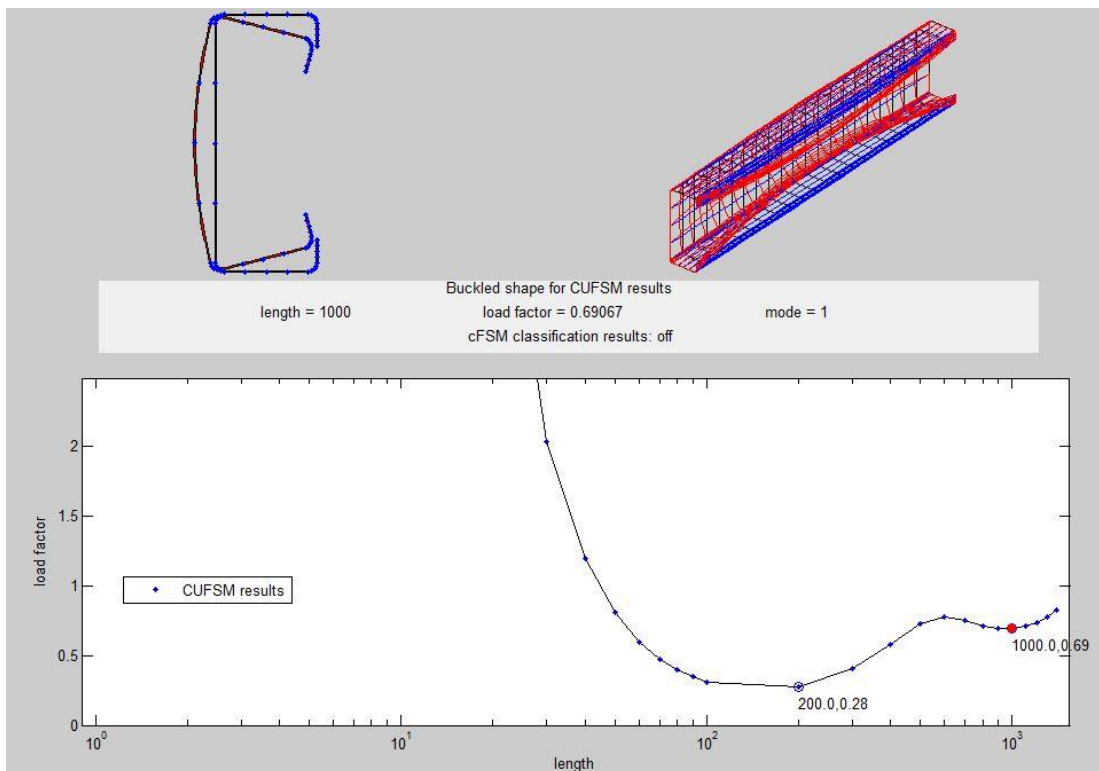 Buckled shape for CUFSM results
length = 1000 load factor = 0.69067 mode = 1
cFSM classification results: off
2
1.5
1
0.5
0
load factor
CUFSM results
1000.0,0.69
200.0,0.28
10^0 10^1 10^2 10^3
length